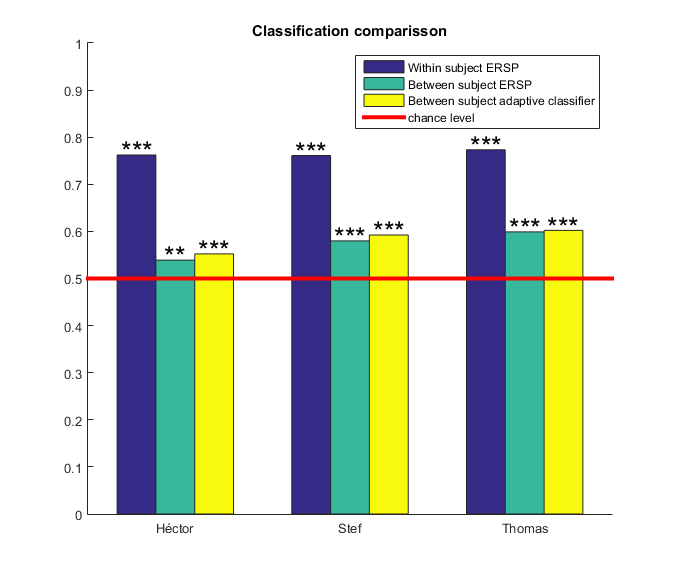 Classification comparisson
Within subject ERSP
Between subject ERSP
Between subject adaptive classifier
chance level
1
0.9
0.8
0.7
0.6
0.5
0.4
0.3
0.2
0.1
0
***
**
***
***
***
***
***
***
***
Héctor
Stef
Thomas